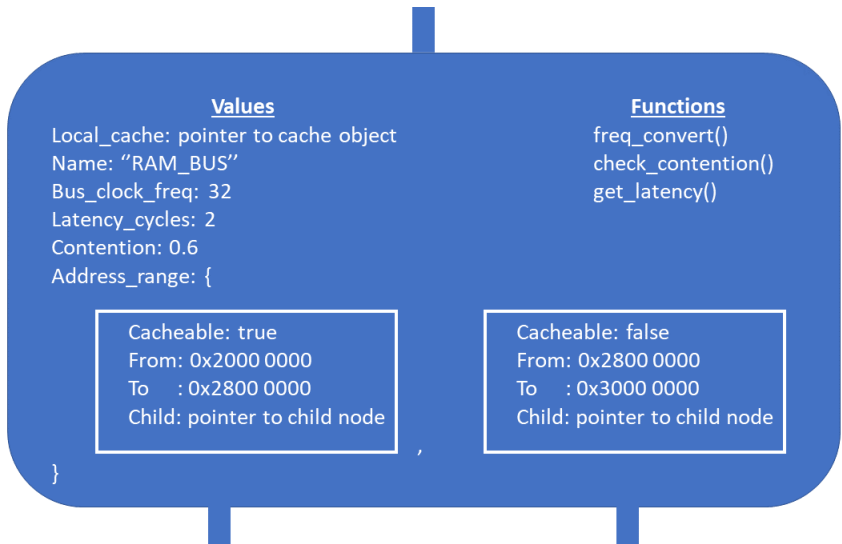 Values
Local_cache: pointer to cache object
Name: ‘’RAM_BUS’’
Bus_clock_freq: 32
Latency_cycles: 2
Contention: 0.6
Address_range: {
Functions
freq_convert()
check_contention()
get_latency()
Cacheable: true
From: 0x2000 0000
To : 0x2800 0000
Child: pointer to child node
,
Cacheable: false
From: 0x2800 0000
To : 0x3000 0000
Child: pointer to child node
}